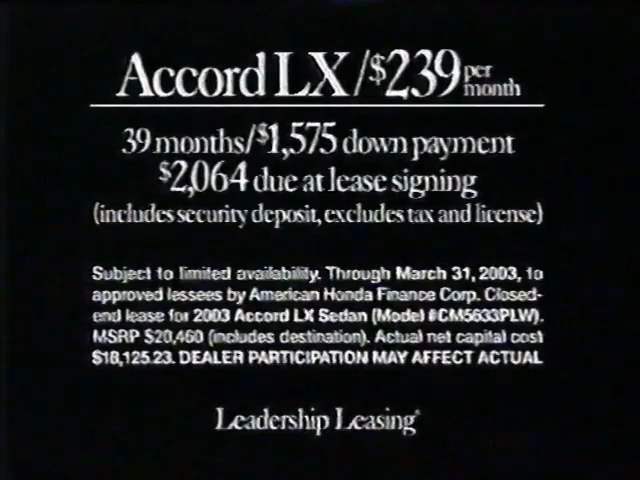 Accord LX/$239 per month
39 months/$1,575 down payment
$2,064 due at lease signing
(includes security deposit, excludes tax and license)
Subject to limited availability. Through March 31, 2003, to
approved lessees by American Honda Finance Corp. Closed-
end lease for 2003 Accord LX Sedan (Model #CM5633PLW).
MSRP $20,460 (includes destination). Actual net capital cost
$18,125.23. DEALER PARTICIPATION MAY AFFECT ACTUAL
Leadership Leasing®